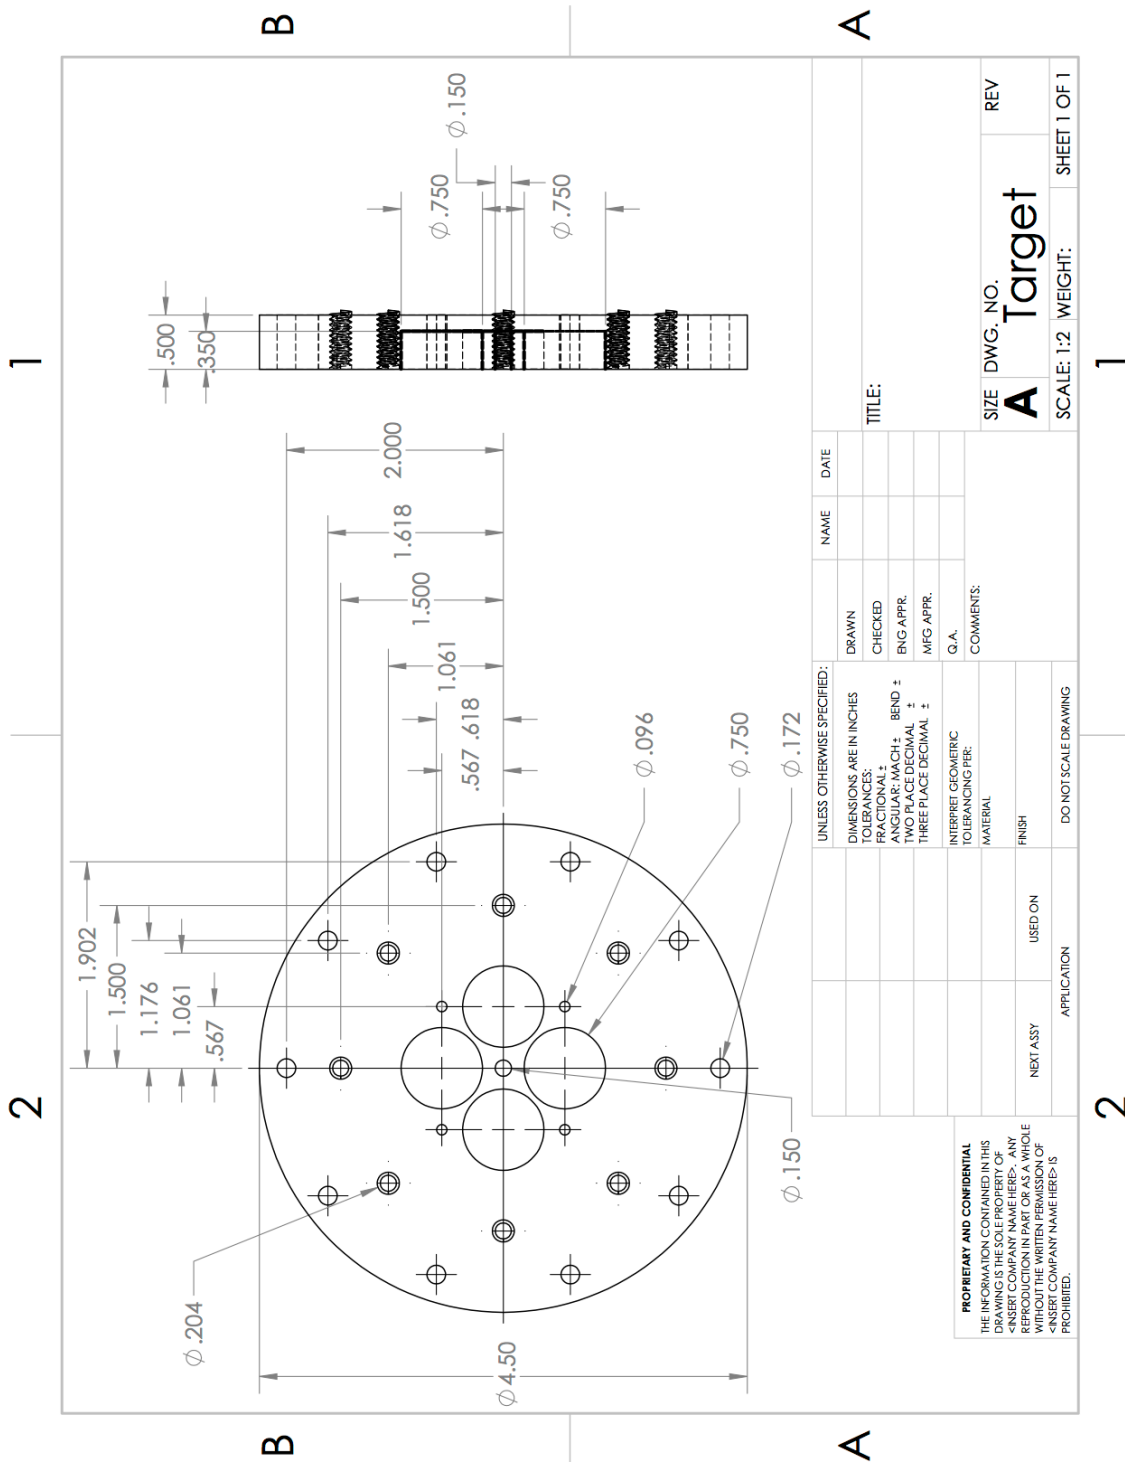 2
1
B
B
A
A
2
1
1.902
1.500
1.176
1.061
.567
2.000
1.618
1.500
1.061
.567 .618
∅ .204
∅ 4.50
∅ .150
∅ .096
∅ .750
∅ .172
.500
.350
∅ .750
∅ .150
∅ .750
PROPRIETARY AND CONFIDENTIAL
THE INFORMATION CONTAINED IN THIS
DRAWING IS THE SOLE PROPERTY OF
<INSERT COMPANY NAME HERE>. ANY
REPRODUCTION IN PART OR AS A WHOLE
WITHOUT THE WRITTEN PERMISSION OF
<INSERT COMPANY NAME HERE> IS
PROHIBITED.
NEXT ASSY
USED ON
APPLICATION
UNLESS OTHERWISE SPECIFIED:
DIMENSIONS ARE IN INCHES
TOLERANCES:
FRACTIONAL ±
ANGULAR: MACH ± BEND ±
TWO PLACE DECIMAL ±
THREE PLACE DECIMAL ±
INTERPRET GEOMETRIC
TOLERANCING PER:
MATERIAL
FINISH
DO NOT SCALE DRAWING
NAME
DATE
DRAWN
CHECKED
ENG APPR.
MFG APPR.
Q.A.
COMMENTS:
TITLE:
SIZE
A
DWG. NO.
Target
REV
SCALE: 1:2
WEIGHT:
SHEET 1 OF 1